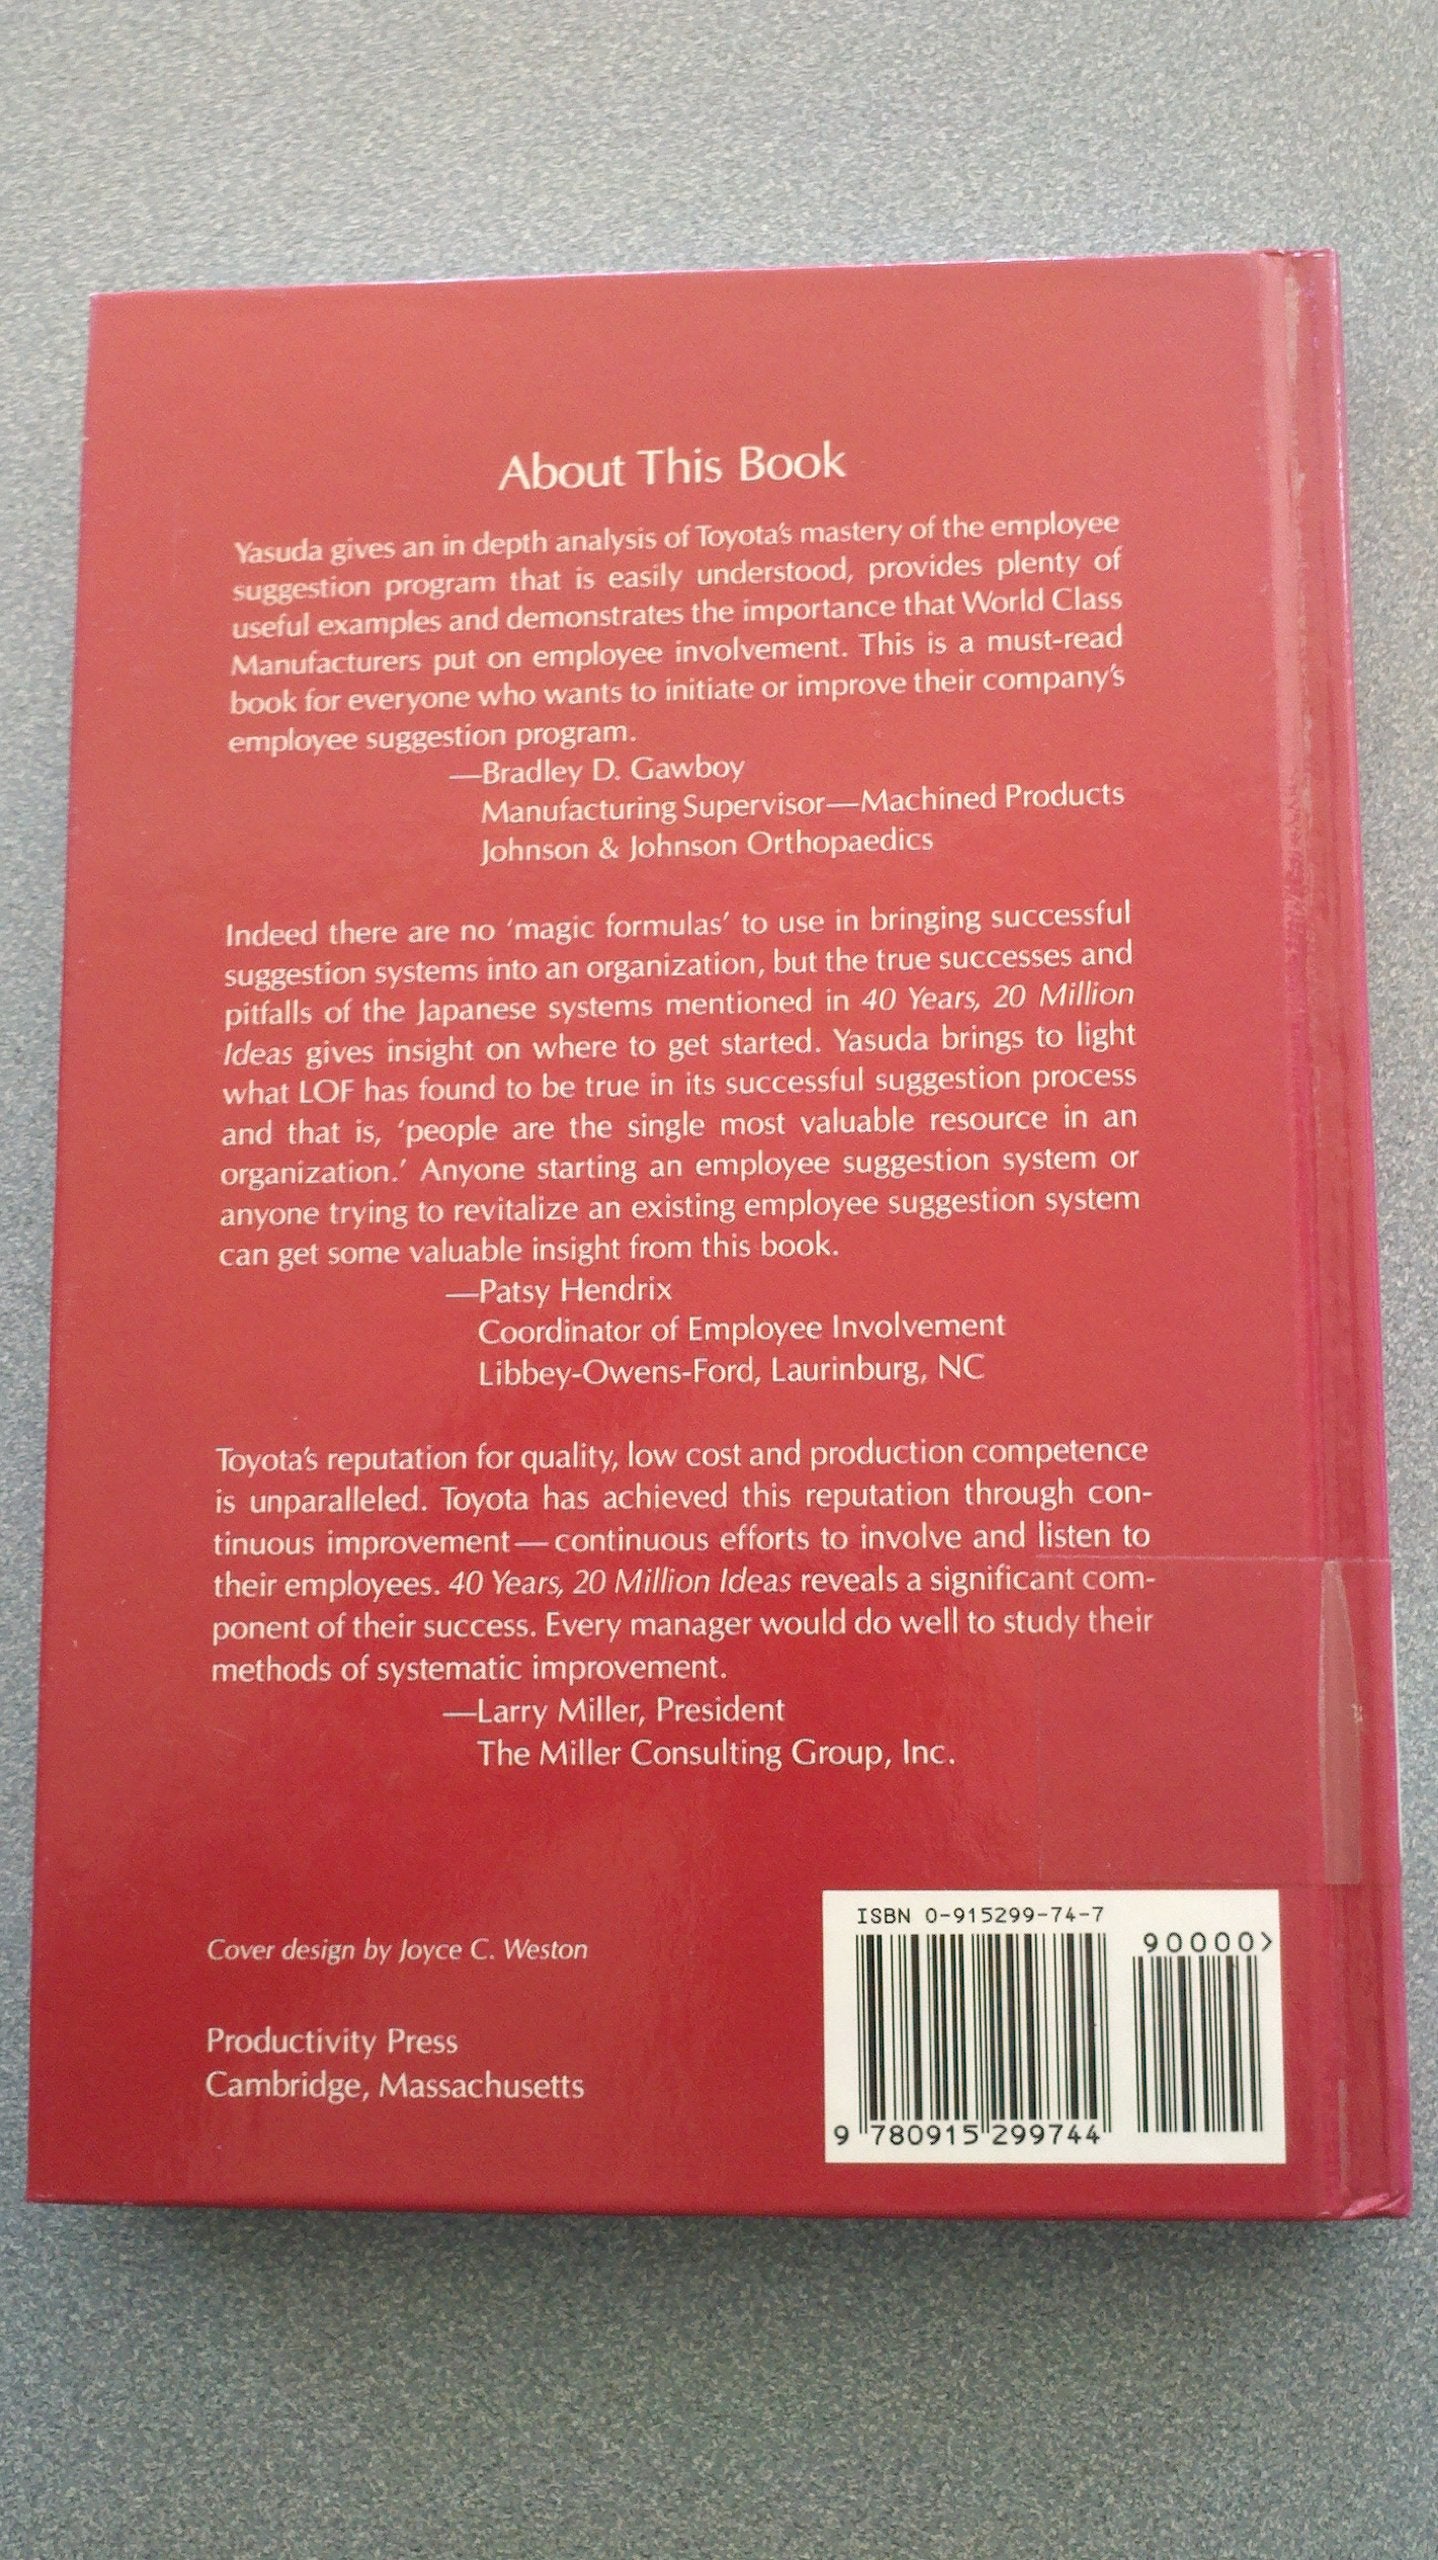 About This Book
Yasuda gives an in depth analysis of Toyota's mastery of the employee
suggestion program that is easily understood, provides plenty of
useful examples and demonstrates the importance that World Class
Manufacturers put on employee involvement. This is a must-read
book for everyone who wants to initiate or improve their company's
employee suggestion program.
—Bradley D. Gawboy
Manufacturing Supervisor—Machined Products
Johnson & Johnson Orthopaedics
Indeed there are no ‘magic formulas’ to use in bringing successful
suggestion systems into an organization, but the true successes and
pitfalls of the Japanese systems mentioned in 40 Years, 20 Million
Ideas gives insight on where to get started. Yasuda brings to light
what LOF has found to be true in its successful suggestion process
and that is, ‘people are the single most valuable resource in an
organization.’ Anyone starting an employee suggestion system or
anyone trying to revitalize an existing employee suggestion system
can get some valuable insight from this book.
—Patsy Hendrix
Coordinator of Employee Involvement
Libbey-Owens-Ford, Laurinburg, NC
Toyota's reputation for quality, low cost and production competence
is unparalleled. Toyota has achieved this reputation through con-
tinuous improvement—continuous efforts to involve and listen to
their employees. 40 Years, 20 Million Ideas reveals a significant com-
ponent of their success. Every manager would do well to study their
methods of systematic improvement.
—Larry Miller, President
The Miller Consulting Group, Inc.
Cover design by Joyce C. Weston
Productivity Press
Cambridge, Massachusetts
ISBN 0-915299-74-7
90000>
9 780915 299744